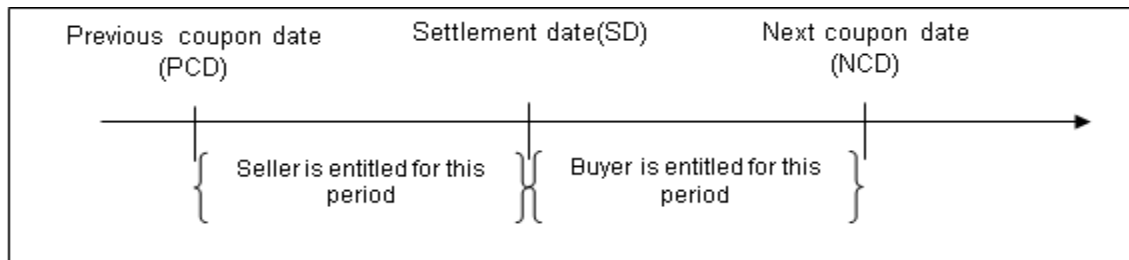 Previous coupon date
(PCD)
Settlement date(SD)
Next coupon date
(NCD)
Seller is entitled for this
period
Buyer is entitled for this
period